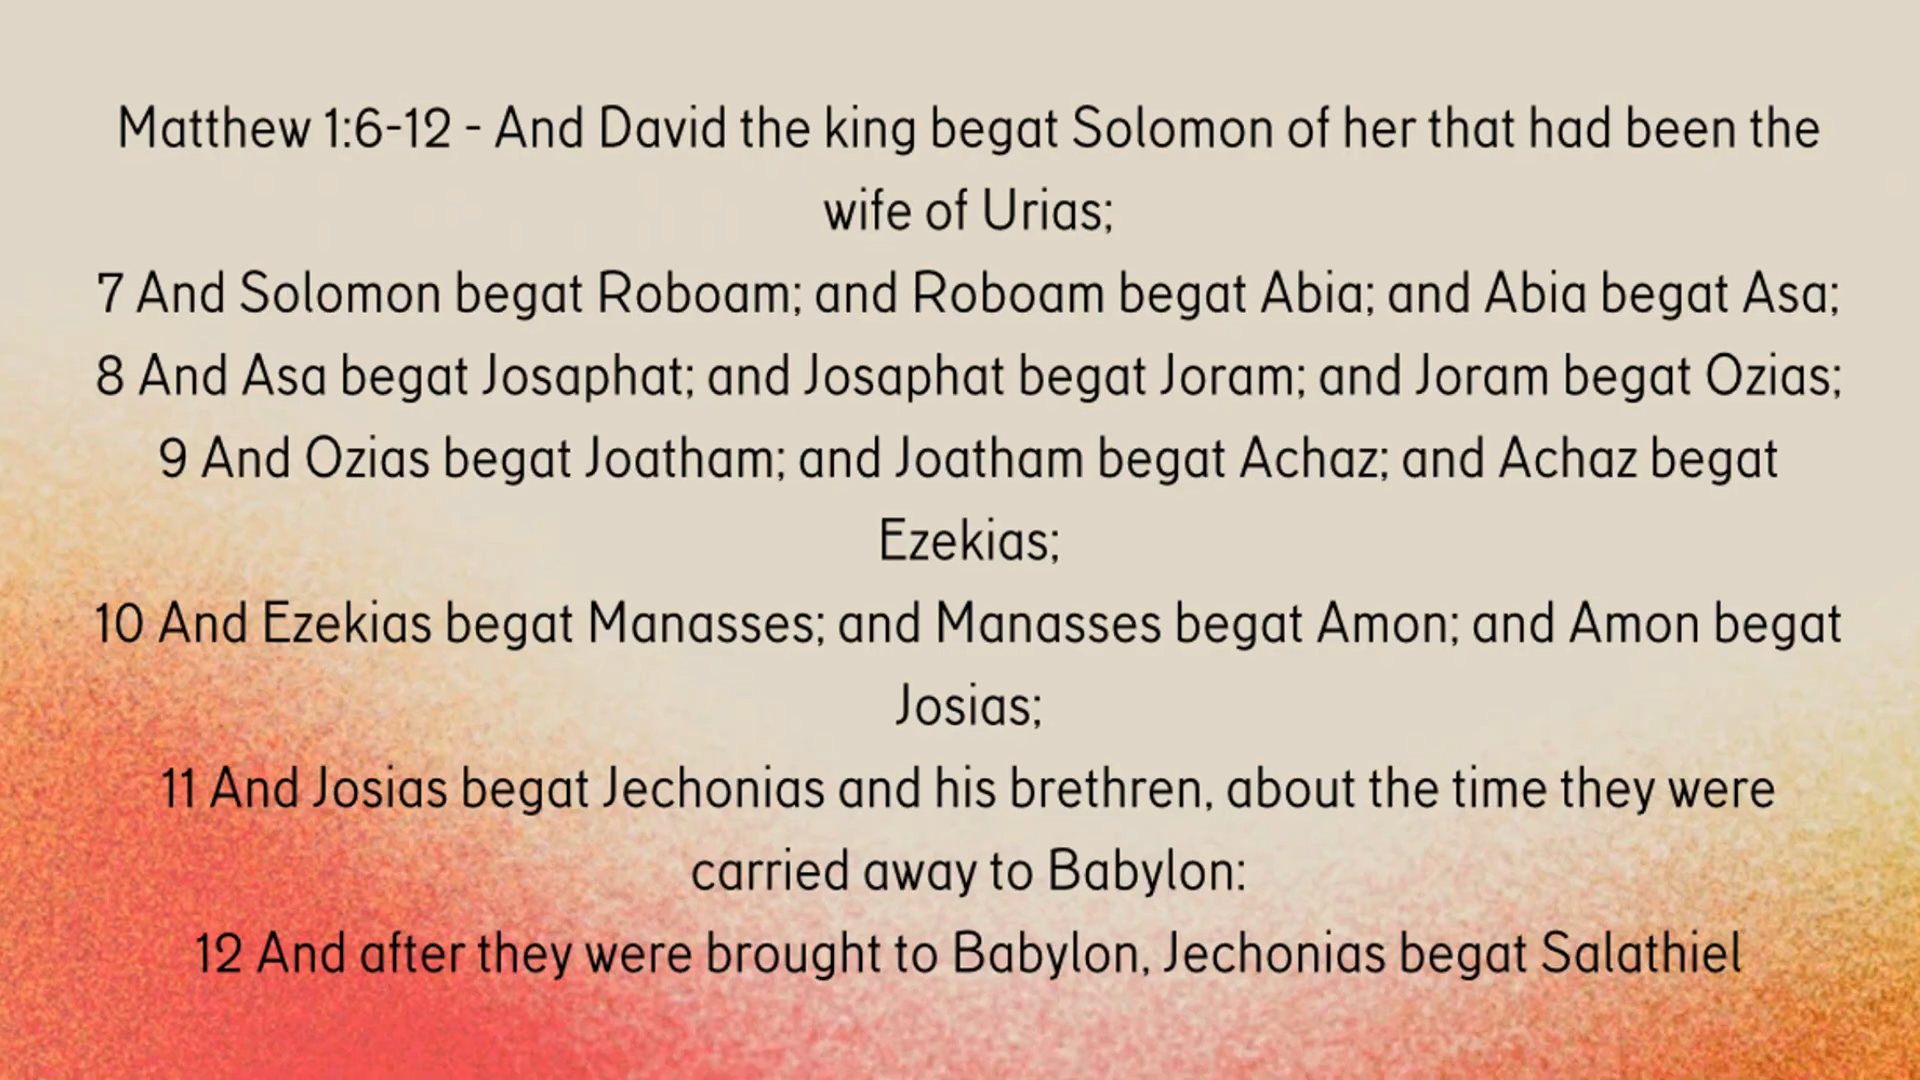 Matthew 1:6-12 - And David the king begat Solomon of her that had been the
wife of Urias;
7 And Solomon begat Roboam; and Roboam begat Abia; and Abia begat Asa;
8 And Asa begat Josaphat; and Josaphat begat Joram; and Joram begat Ozias;
9 And Ozias begat Joatham; and Joatham begat Achaz; and Achaz begat
Ezekias;
10 And Ezekias begat Manasses; and Manasses begat Amon; and Amon begat
Josias;
11 And Josias begat Jechonias and his brethren, about the time they were
carried away to Babylon:
12 And after they were brought to Babylon, Jechonias begat Salathiel